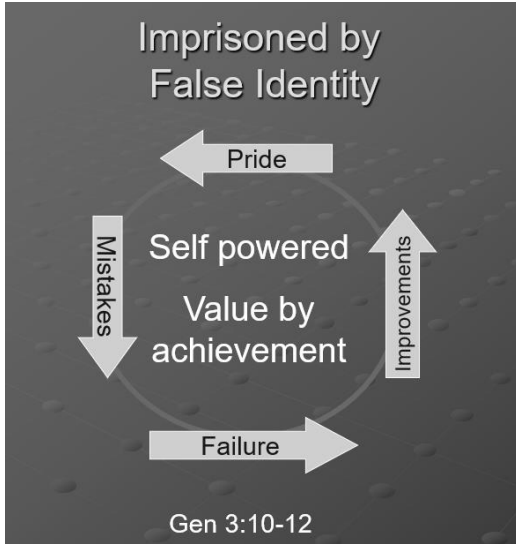 Imprisoned by
False Identity
Pride
Mistakes
Self powered
Value by
achievement
Improvements
Failure
Gen 3:10-12